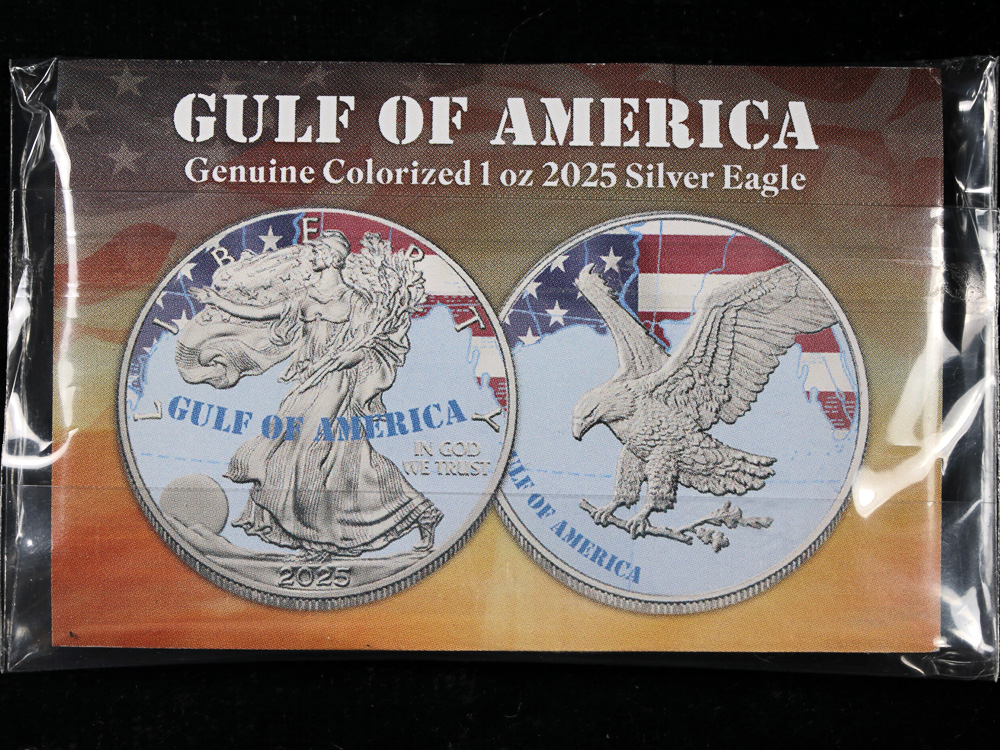 GULF OF AMERICA
Genuine Colorized 1 oz 2025 Silver Eagle
LIBERTY
GULF OF AMERICA
IN GOD
WE TRUST
2025
GULF OF AMERICA